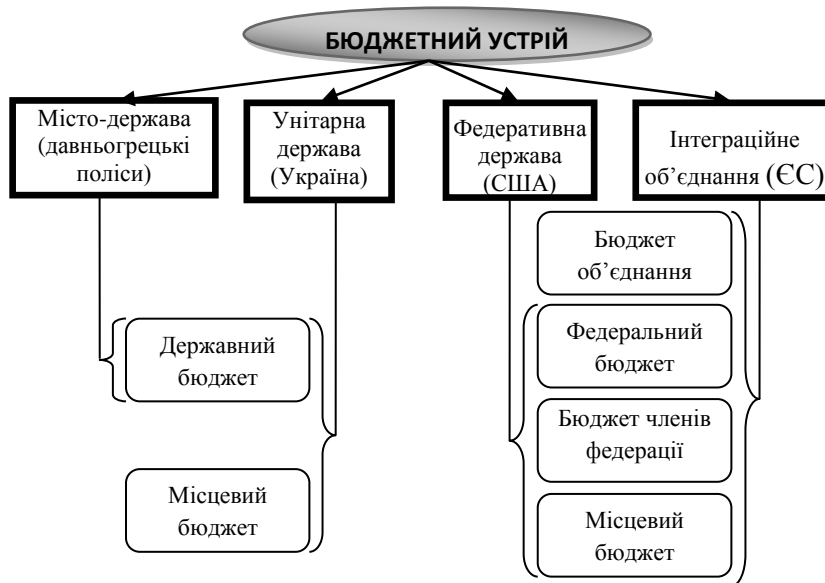 БЮДЖЕТНИЙ УСТРІЙ
Місто-держава
(давньогрецькі
поліси)
Унітарна
держава
(Україна)
Федеративна
держава
(США)
Інтеграційне
об’єднання (ЄС)
Бюджет
об’єднання
Державний
бюджет
Федеральний
бюджет
Бюджет членів
федерації
Місцевий
бюджет
Місцевий
бюджет